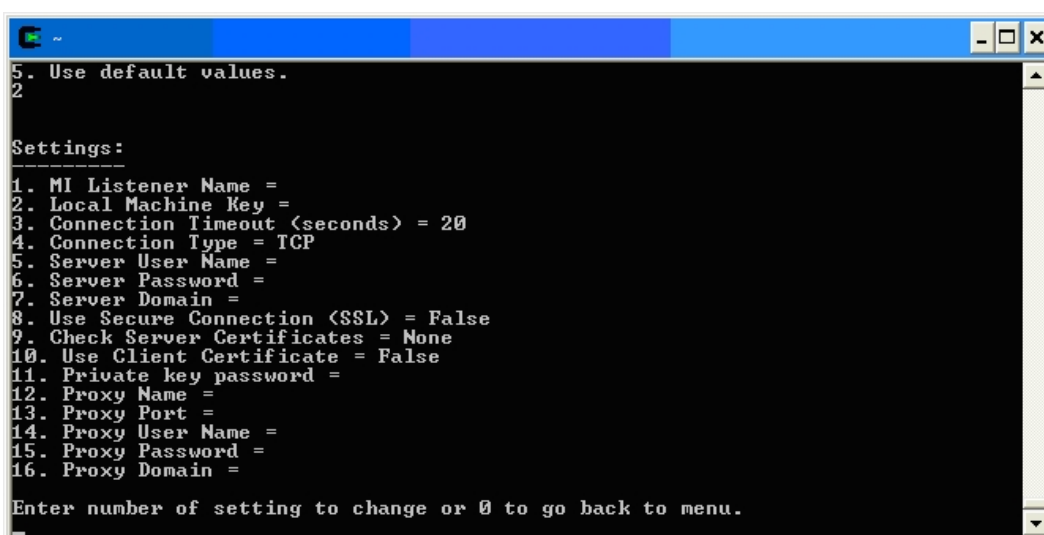 ~
5. Use default values.
2
Settings:
---------
1. MI Listener Name =
2. Local Machine Key =
3. Connection Timeout (seconds) = 20
4. Connection Type = TCP
5. Server User Name =
6. Server Password =
7. Server Domain =
8. Use Secure Connection (SSL) = False
9. Check Server Certificates = None
10. Use Client Certificate = False
11. Private key password =
12. Proxy Name =
13. Proxy Port =
14. Proxy User Name =
15. Proxy Password =
16. Proxy Domain =
Enter number of setting to change or 0 to go back to menu.